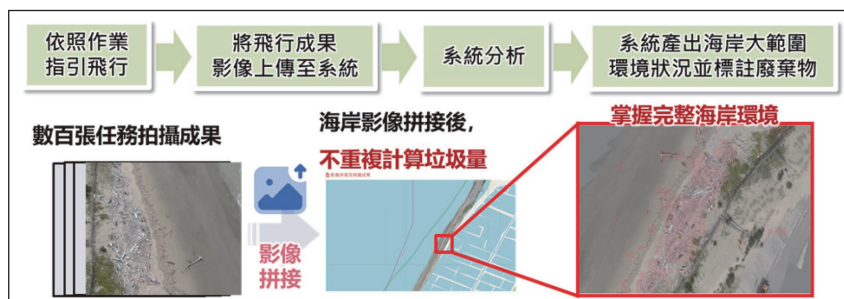 依照作業
指引飛行
將飛行成果
影像上傳至系統
系統分析
系統產出海岸大範圍
環境狀況並標註廢棄物
數百張任務拍攝成果
影像
拼接
海岸影像拼接後，
不重複計算垃圾量
掌握完整海岸環境